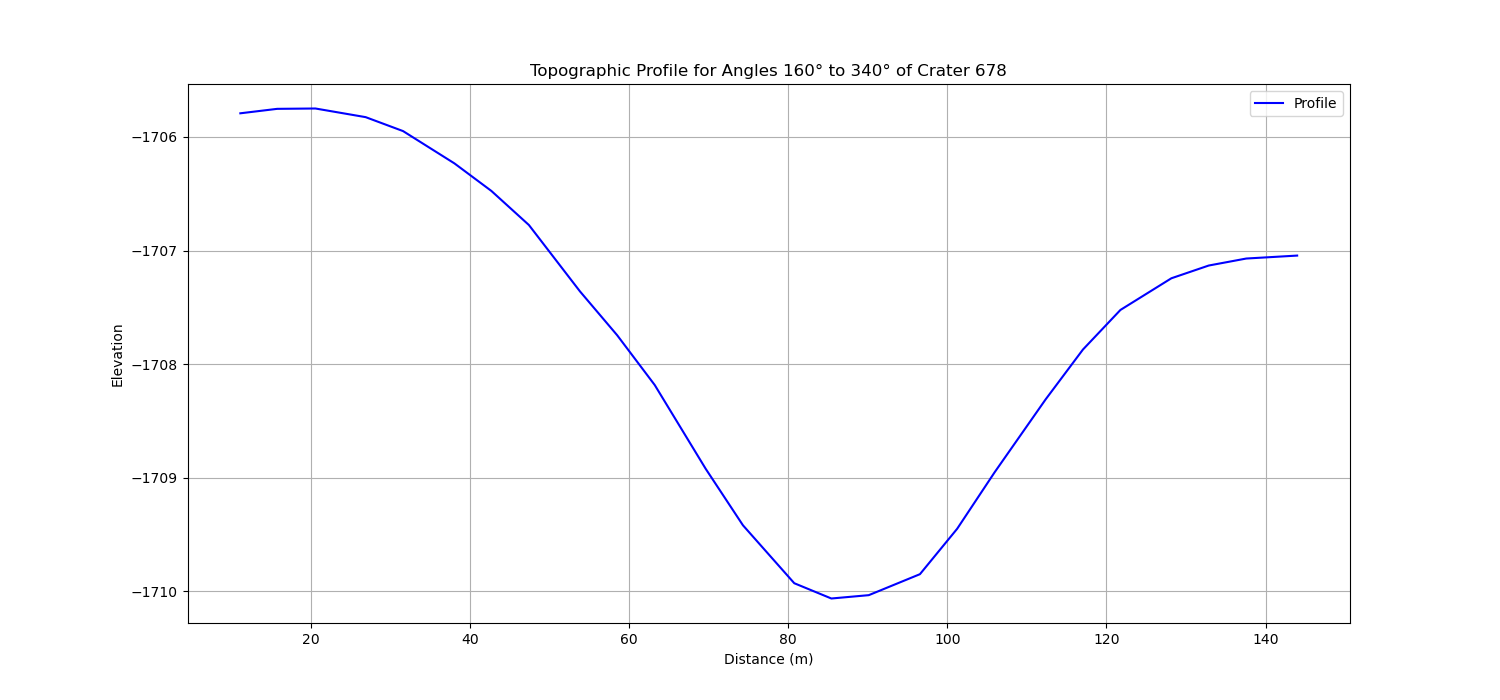 Topographic Profile for Angles 160° to 340° of Crater 678
Profile
−1706
−1707
−1708
−1709
−1710
Elevation
20 40 60 80 100 120 140
Distance (m)